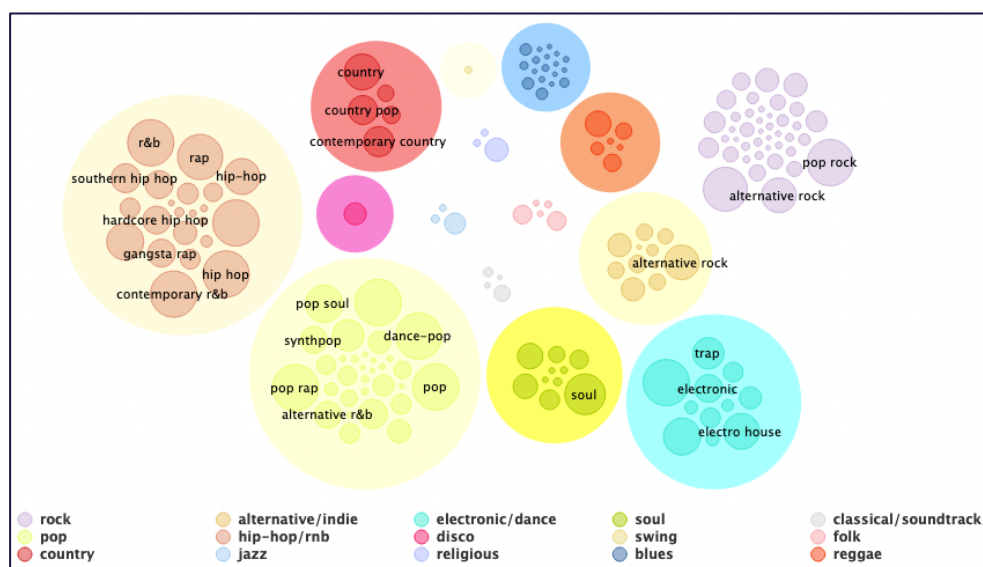 country
country pop
contemporary country
r&b
rap
southern hip hop
hip-hop
hardcore hip hop
gangsta rap
hip hop
contemporary r&b
pop rock
alternative rock
alternative rock
pop soul
synthpop
dance-pop
pop rap
pop
alternative r&b
soul
trap
electronic
electro house
rock
alternative/indie
electronic/dance
soul
classical/soundtrack
pop
hip-hop/rnb
disco
swing
folk
country
jazz
religious
blues
reggae